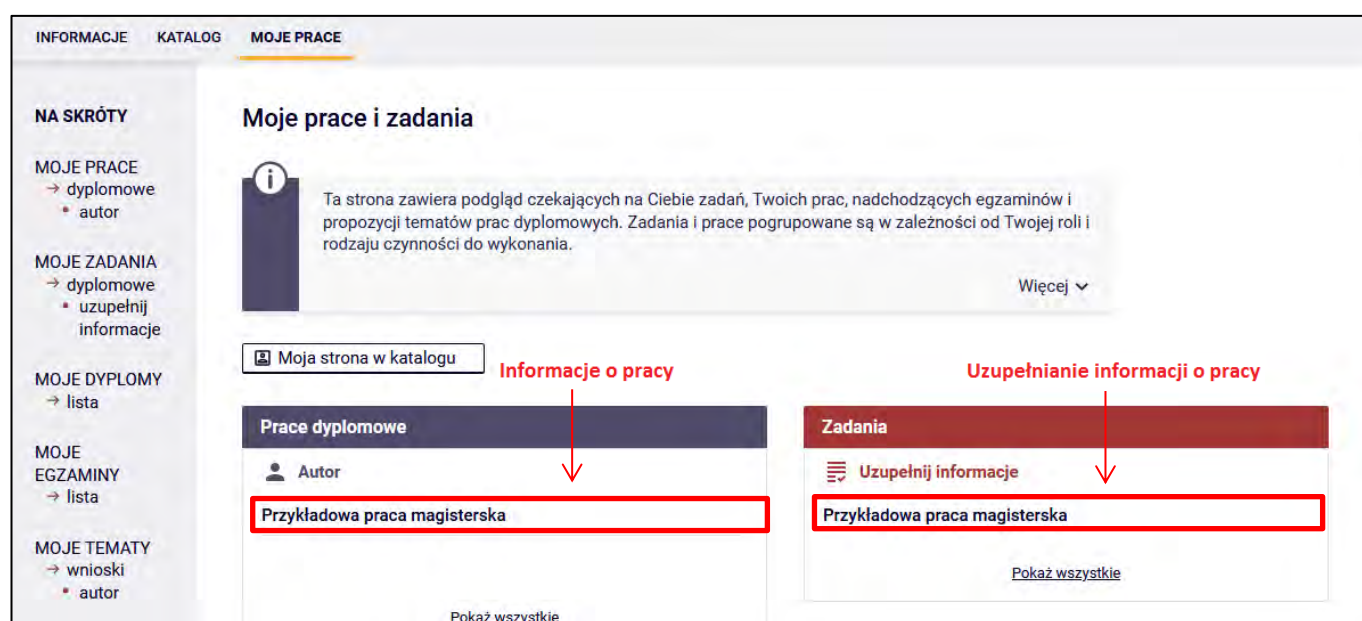 INFORMACJE KATALOG MOJE PRACE
NA SKRÓTY
MOJE PRACE
→ dyplomowe
• autor
MOJE ZADANIA
→ dyplomowe
• uzupełnij
informacje
MOJE DYPLOMY
→ lista
MOJE
EGZAMINY
→ lista
MOJE TEMATY
→ wnioski
• autor
Moje prace i zadania
Ta strona zawiera podgląd czekających na Ciebie zadań, Twoich prac, nadchodzących egzaminów i
propozycji tematów prac dyplomowych. Zadania i prace pogrupowane są w zależności od Twojej roli i
rodzaju czynności do wykonania.
Więcej
Moja strona w katalogu
Informacje o pracy
Prace dyplomowe
Autor
Przykładowa praca magisterska
Pokaż wszystkie
Uzupełnianie informacji o pracy
Zadania
Uzupełnij informacje
Przykładowa praca magisterska
Pokaż wszystkie